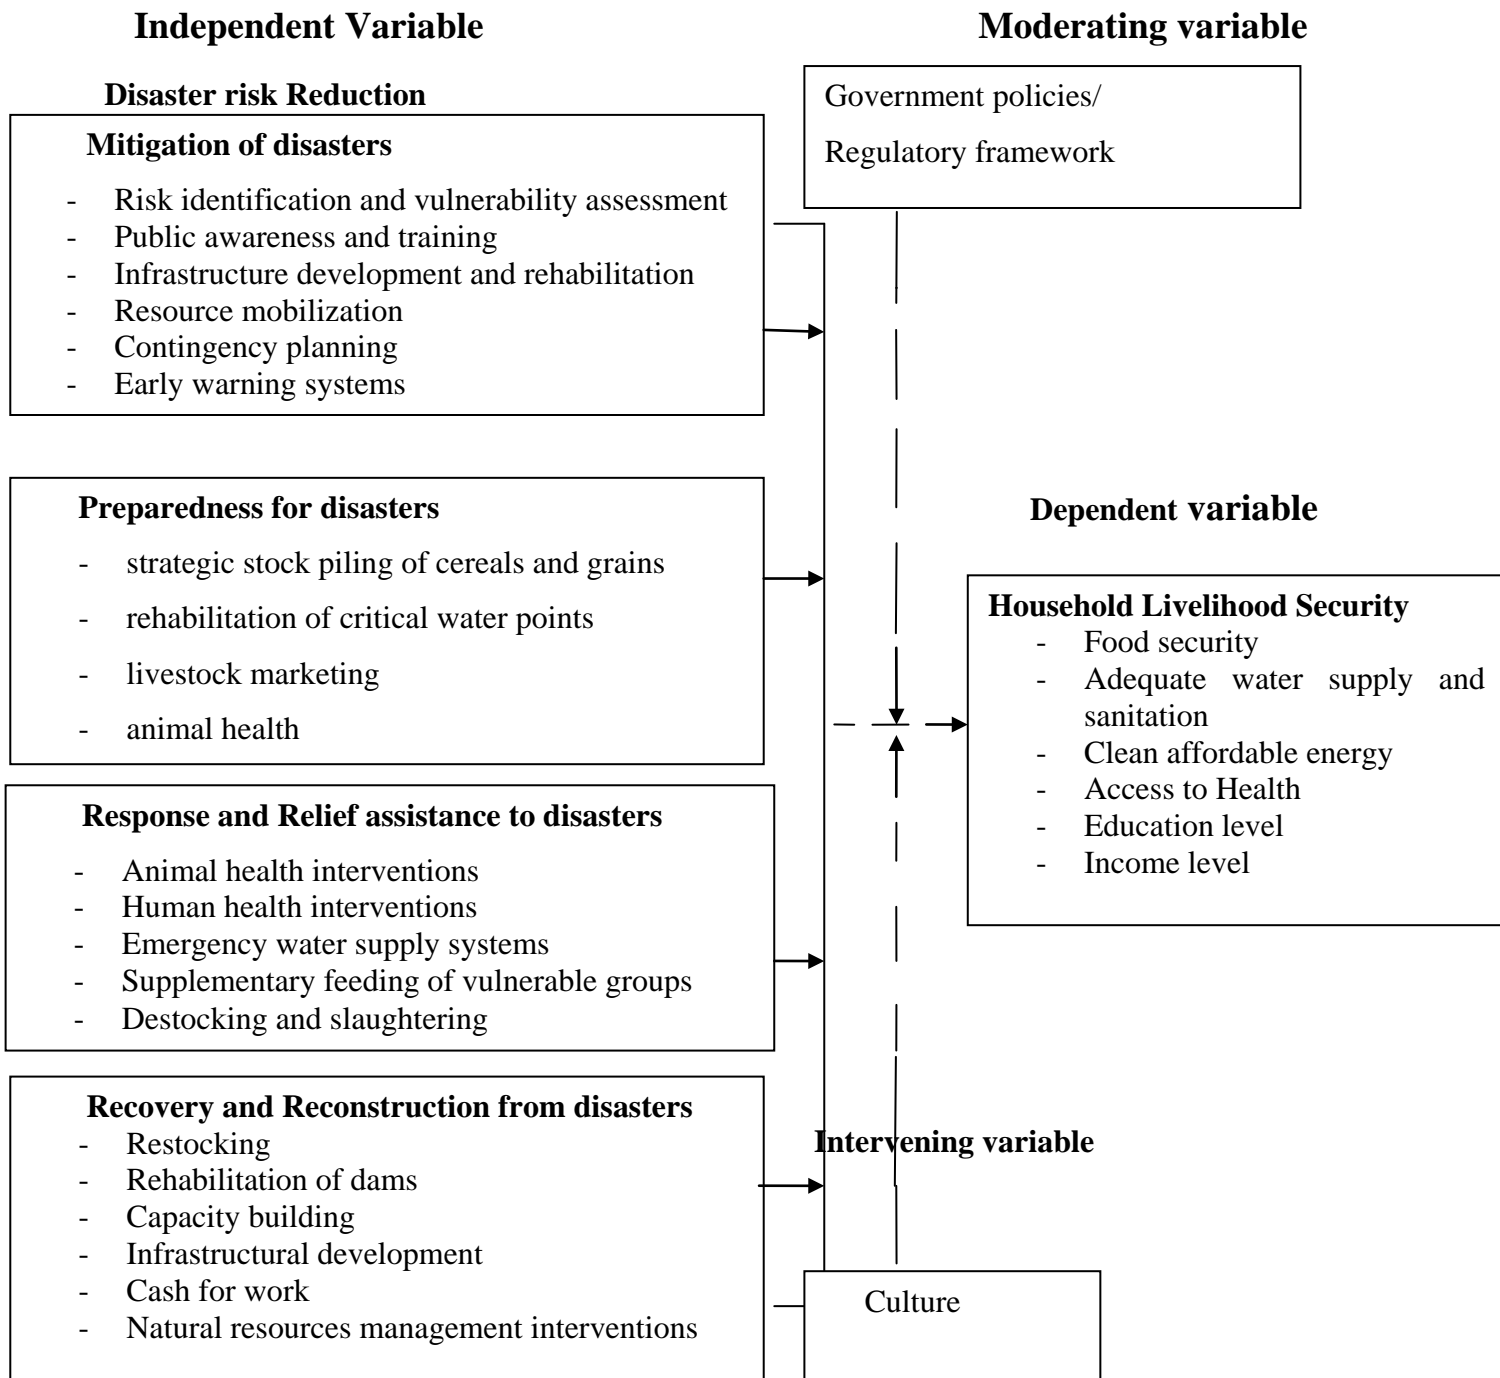 Independent Variable
Moderating variable
Disaster risk Reduction
Mitigation of disasters
- Risk identification and vulnerability assessment
- Public awareness and training
- Infrastructure development and rehabilitation
- Resource mobilization
- Contingency planning
- Early warning systems
Government policies/
Regulatory framework
Preparedness for disasters
- strategic stock piling of cereals and grains
- rehabilitation of critical water points
- livestock marketing
- animal health
Dependent variable
Household Livelihood Security
- Food security
- Adequate water supply and
sanitation
- Clean affordable energy
- Access to Health
- Education level
- Income level
Response and Relief assistance to disasters
- Animal health interventions
- Human health interventions
- Emergency water supply systems
- Supplementary feeding of vulnerable groups
- Destocking and slaughtering
Recovery and Reconstruction from disasters
- Restocking
- Rehabilitation of dams
- Capacity building
- Infrastructural development
- Cash for work
- Natural resources management interventions
Intervening variable
Culture